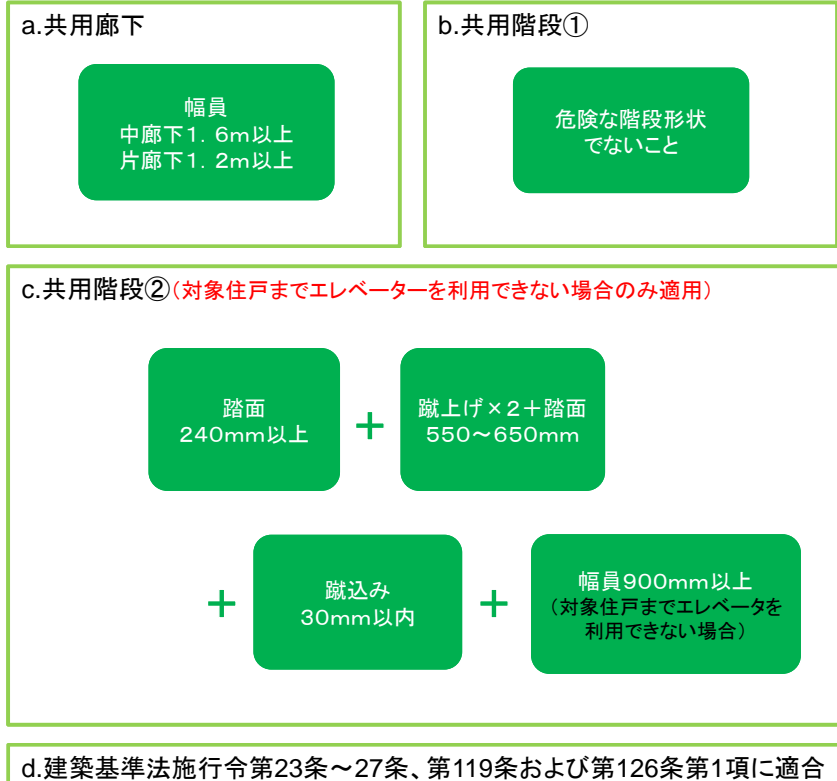 a.共用廊下
幅員
中廊下1．6m以上
片廊下1．2m以上
b.共用階段①
危険な階段形状
でないこと
c.共用階段②（対象住戸までエレベーターを利用できない場合のみ適用）
踏面
240mm以上
＋
蹴上げ×2＋踏面
550～650mm
＋
蹴込み
30mm以内
＋
幅員900mm以上
（対象住戸までエレベータを
利用できない場合）
d.建築基準法施行令第23条～27条、第119条および第126条第1項に適合